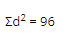 Σd² = 96